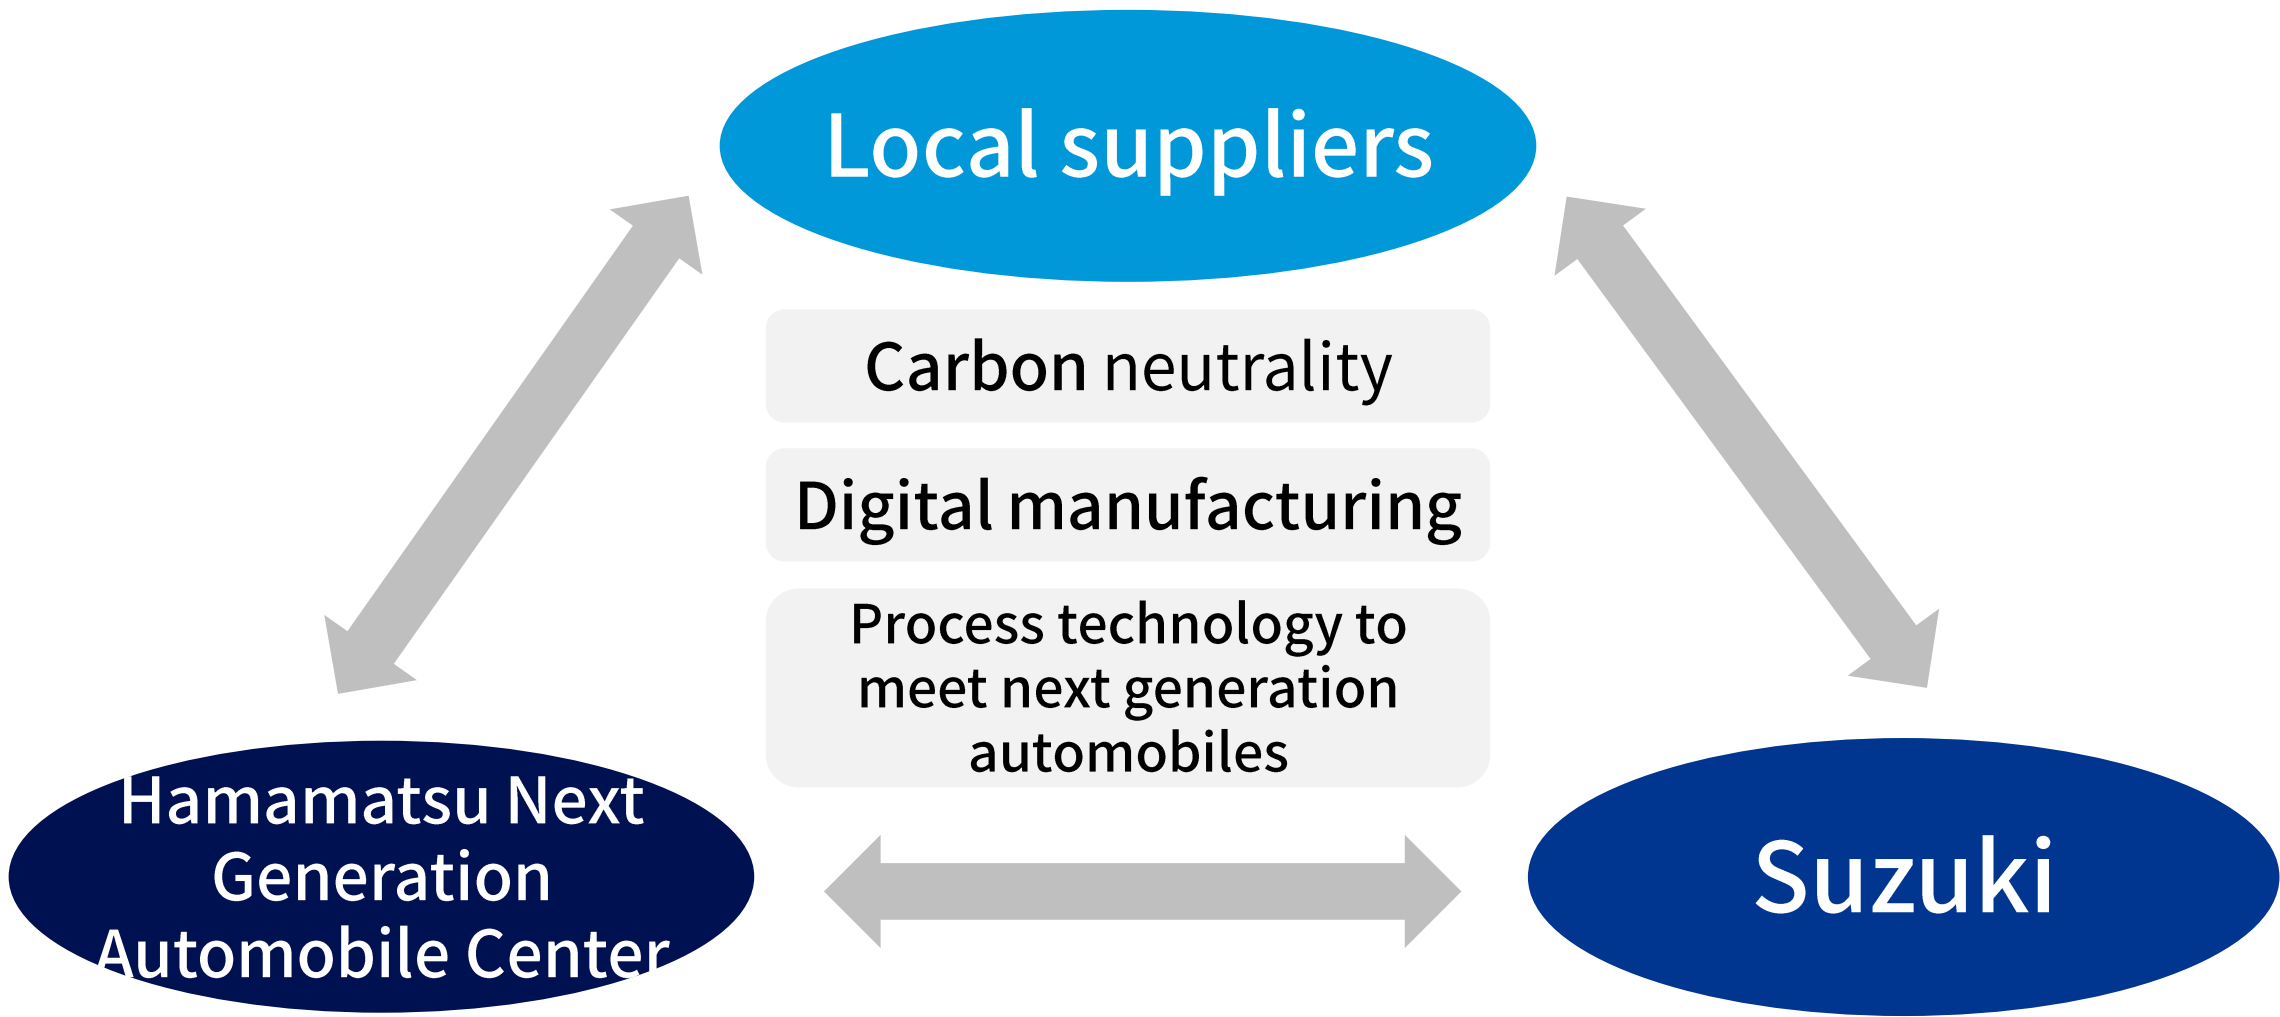 Local suppliers
Carbon neutrality
Digital manufacturing
Process technology to
meet next generation
automobiles
Hamamatsu Next
Generation
Automobile Center
Suzuki